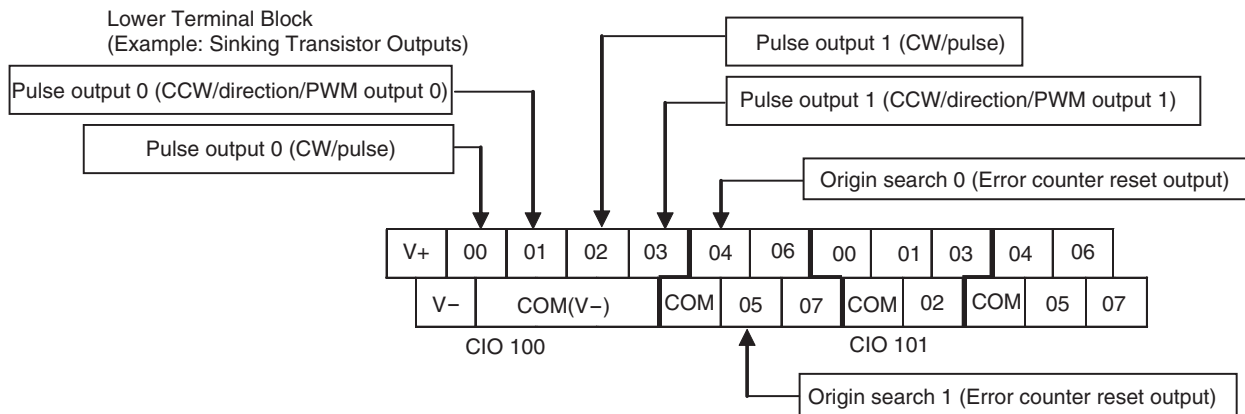 Lower Terminal Block
(Example: Sinking Transistor Outputs)
Pulse output 1 (CW/pulse)
Pulse output 0 (CCW/direction/PWM output 0)
Pulse output 1 (CCW/direction/PWM output 1)
Pulse output 0 (CW/pulse)
Origin search 0 (Error counter reset output)
V+ 00 01 02 03 04 06 00 01 03 04 06
V− COM(V−) COM 05 07 COM 02 COM 05 07
CIO 100 CIO 101
Origin search 1 (Error counter reset output)